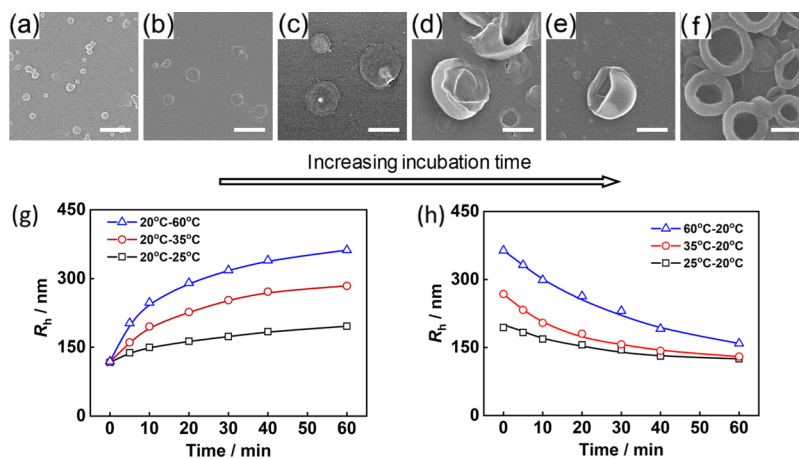 (a) (b) (c) (d) (e) (f)
Increasing incubation time
(g)
450
300
150
0
Rh / nm
20°C-60°C
20°C-35°C
20°C-25°C
0 10 20 30 40 50 60
Time / min
(h)
450
300
150
0
Rh / nm
60°C-20°C
35°C-20°C
25°C-20°C
0 10 20 30 40 50 60
Time / min